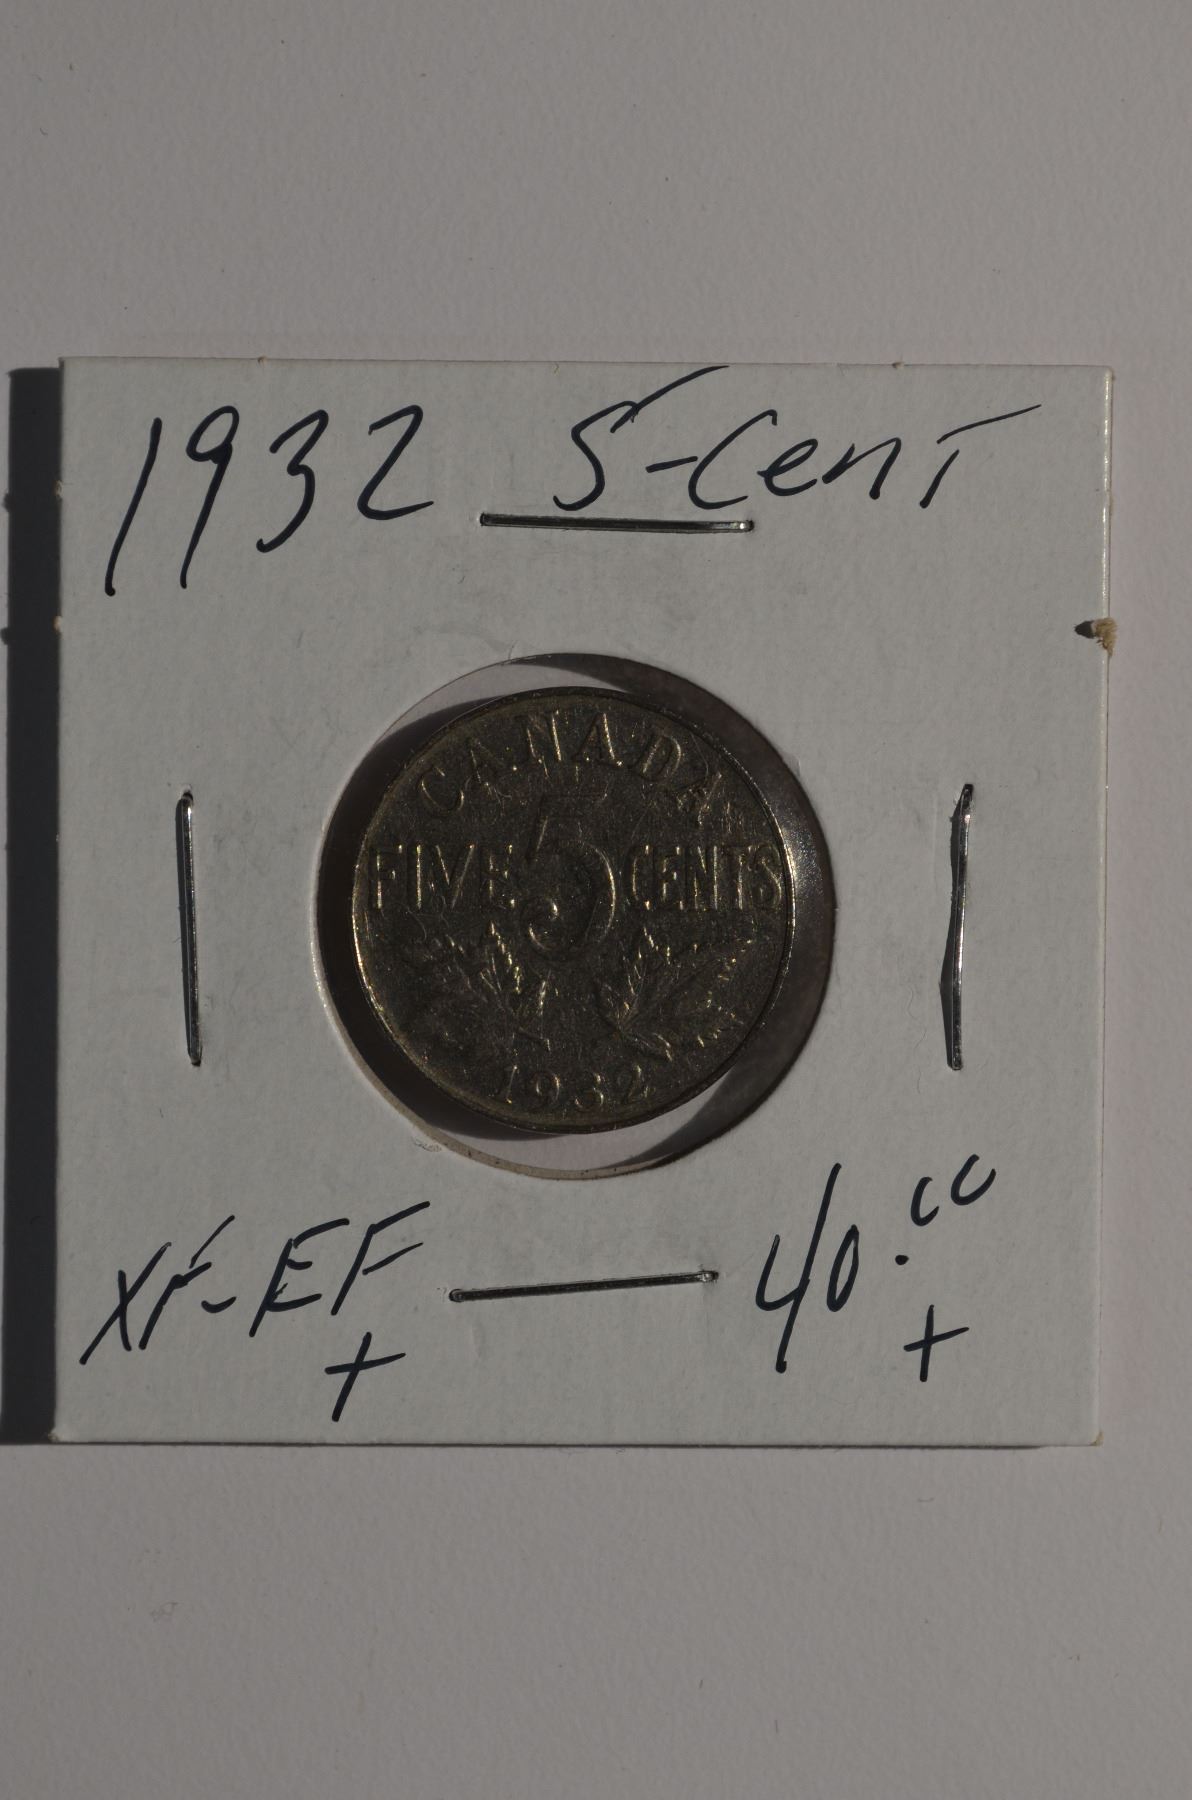 1932 5-Cent
CANADA
FIVE 5 CENTS
1932
XF-EF 40.00
+ +